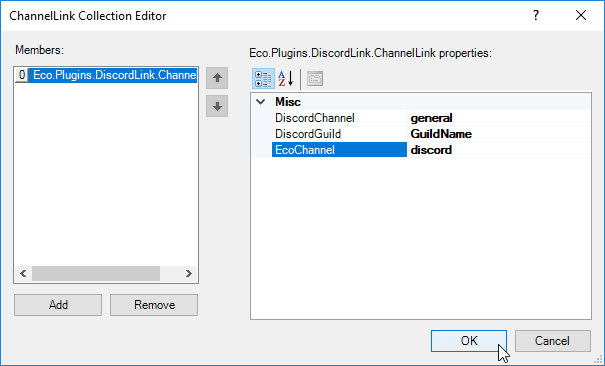 ChannelLink Collection Editor
?
Members:
0 Eco.Plugins.DiscordLink.Channe
Add
Remove
Eco.Plugins.DiscordLink.ChannelLink properties:
A
Z
Misc
DiscordChannel general
DiscordGuild GuildName
EcoChannel discord
OK
Cancel